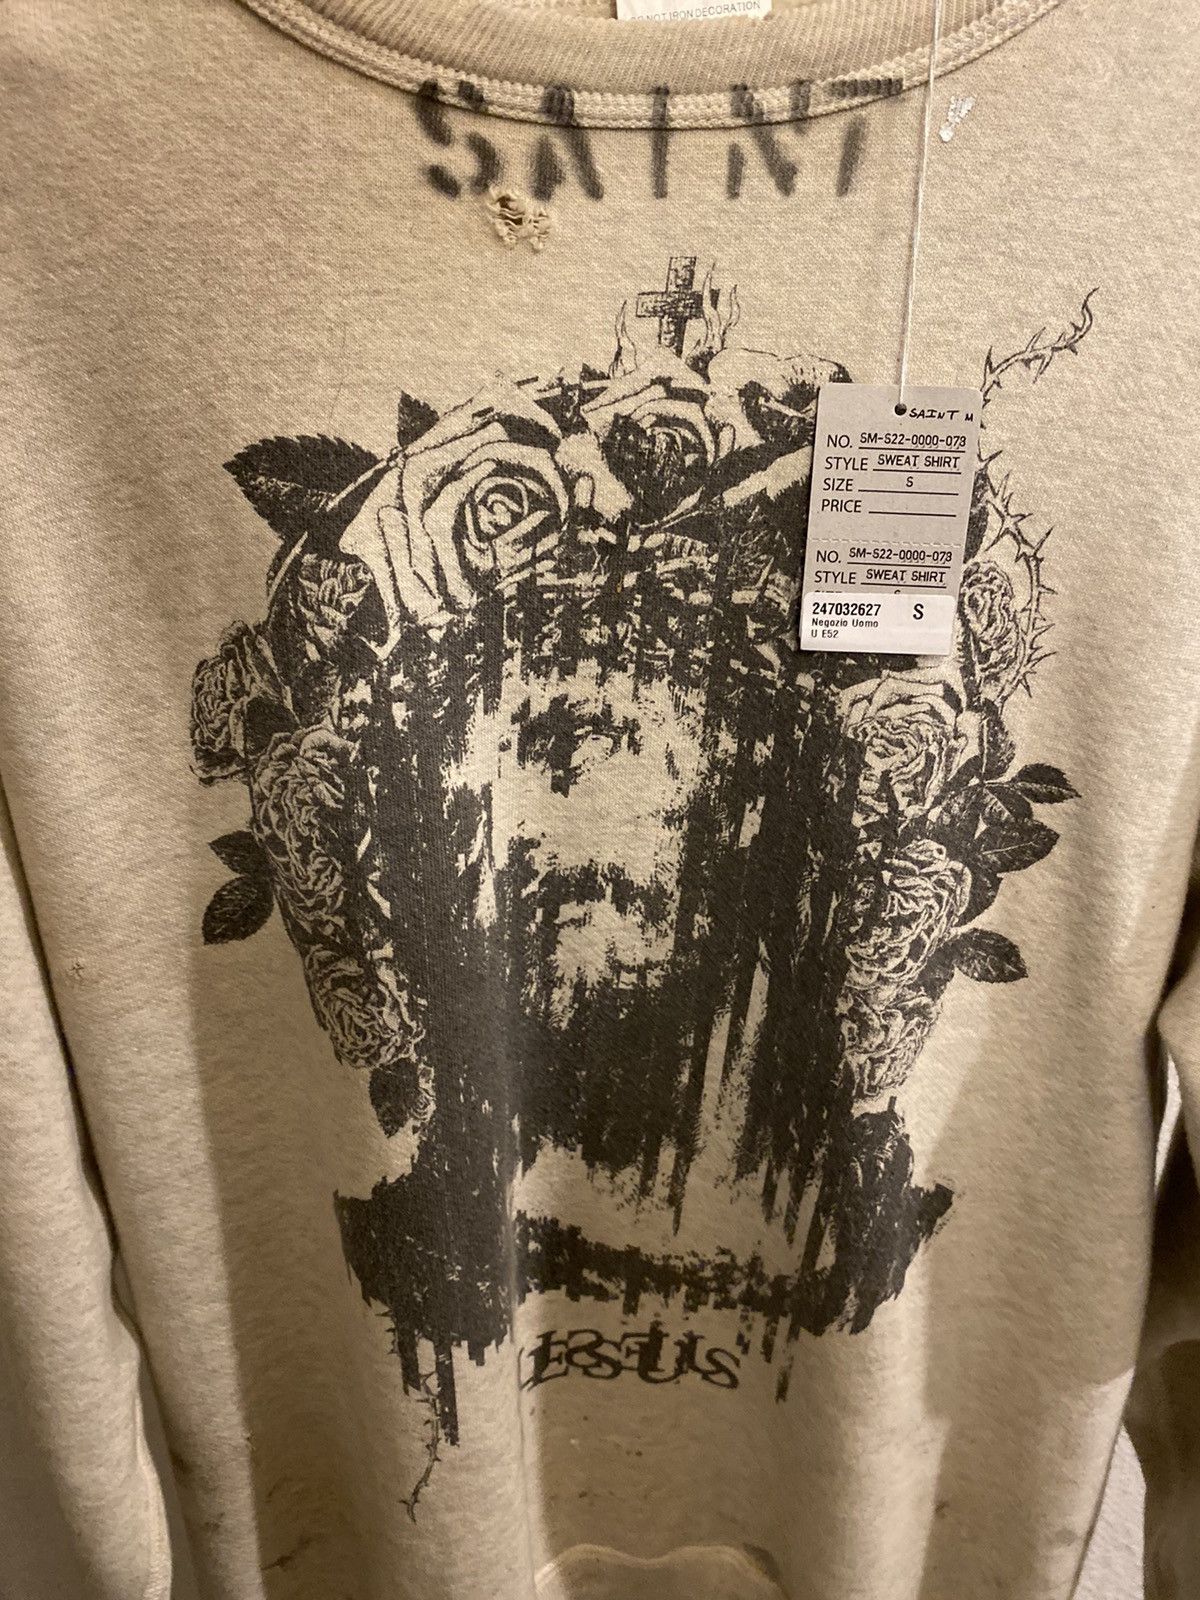 DO NOT IRON DECORATION
SAINT
SAINT M
NO. SM-S22-0000-073
STYLE SWEAT SHIRT
SIZE S
PRICE
NO. SM-S22-0000-073
STYLE SWEAT SHIRT
247032627 S
Negozio Uomo
U E52